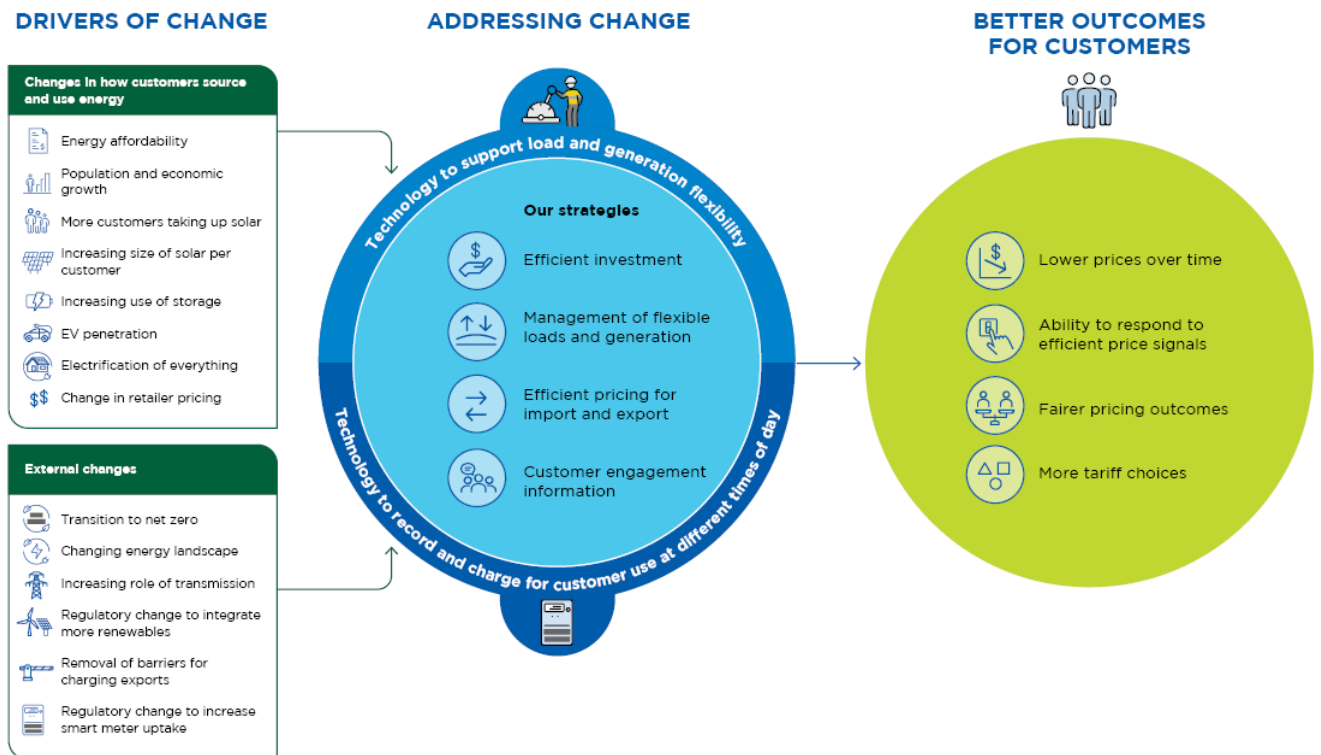 DRIVERS OF CHANGE
Changes in how customers source
and use energy
Energy affordability
Population and economic
growth
More customers taking up solar
Increasing size of solar per
customer
Increasing use of storage
EV penetration
Electrification of everything
$$
Change in retailer pricing
External changes
Transition to net zero
Changing energy landscape
Increasing role of transmission
Regulatory change to integrate
more renewables
Removal of barriers for
charging exports
Regulatory change to increase
smart meter uptake
ADDRESSING CHANGE
Technology to support load and generation flexibility
Our strategies
$
Efficient investment
Management of flexible
loads and generation
Efficient pricing for
import and export
Customer engagement
information
Technology to record and charge for customer use at different times of day
BETTER OUTCOMES
FOR CUSTOMERS
$
Lower prices over time
Ability to respond to
efficient price signals
Fairer pricing outcomes
More tariff choices